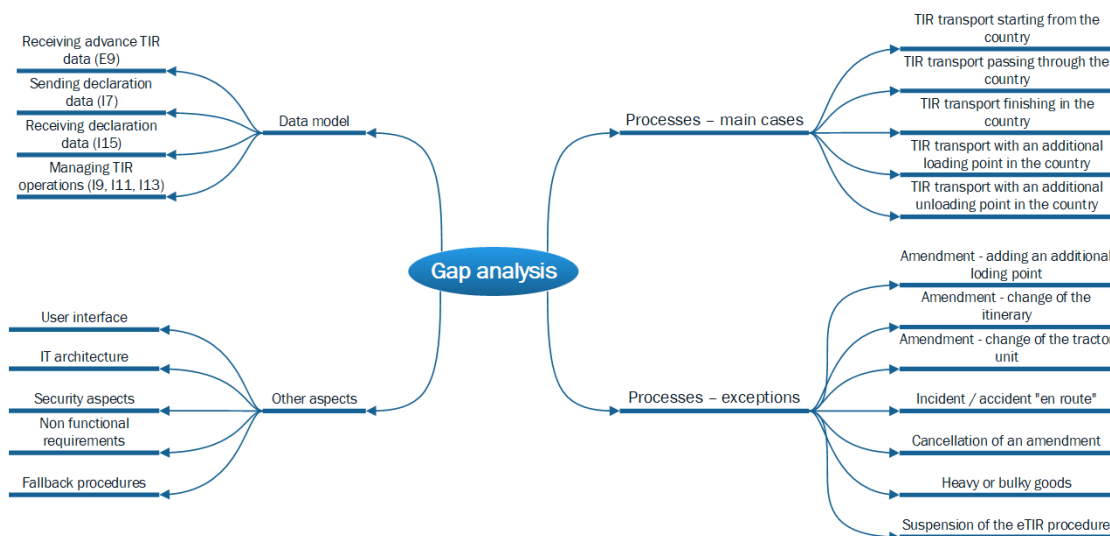 Gap analysis
Data model
Receiving advance TIR
data (E9)
Sending declaration
data (I7)
Receiving declaration
data (I15)
Managing TIR
operations (I9, I11, I13)
Other aspects
User interface
IT architecture
Security aspects
Non functional
requirements
Fallback procedures
Processes – main cases
TIR transport starting from the
country
TIR transport passing through the
country
TIR transport finishing in the
country
TIR transport with an additional
loading point in the country
TIR transport with an additional
unloading point in the country
Processes – exceptions
Amendment - adding an additional
loding point
Amendment - change of the
itinerary
Amendment - change of the tractor
unit
Incident / accident "en route"
Cancellation of an amendment
Heavy or bulky goods
Suspension of the eTIR procedure